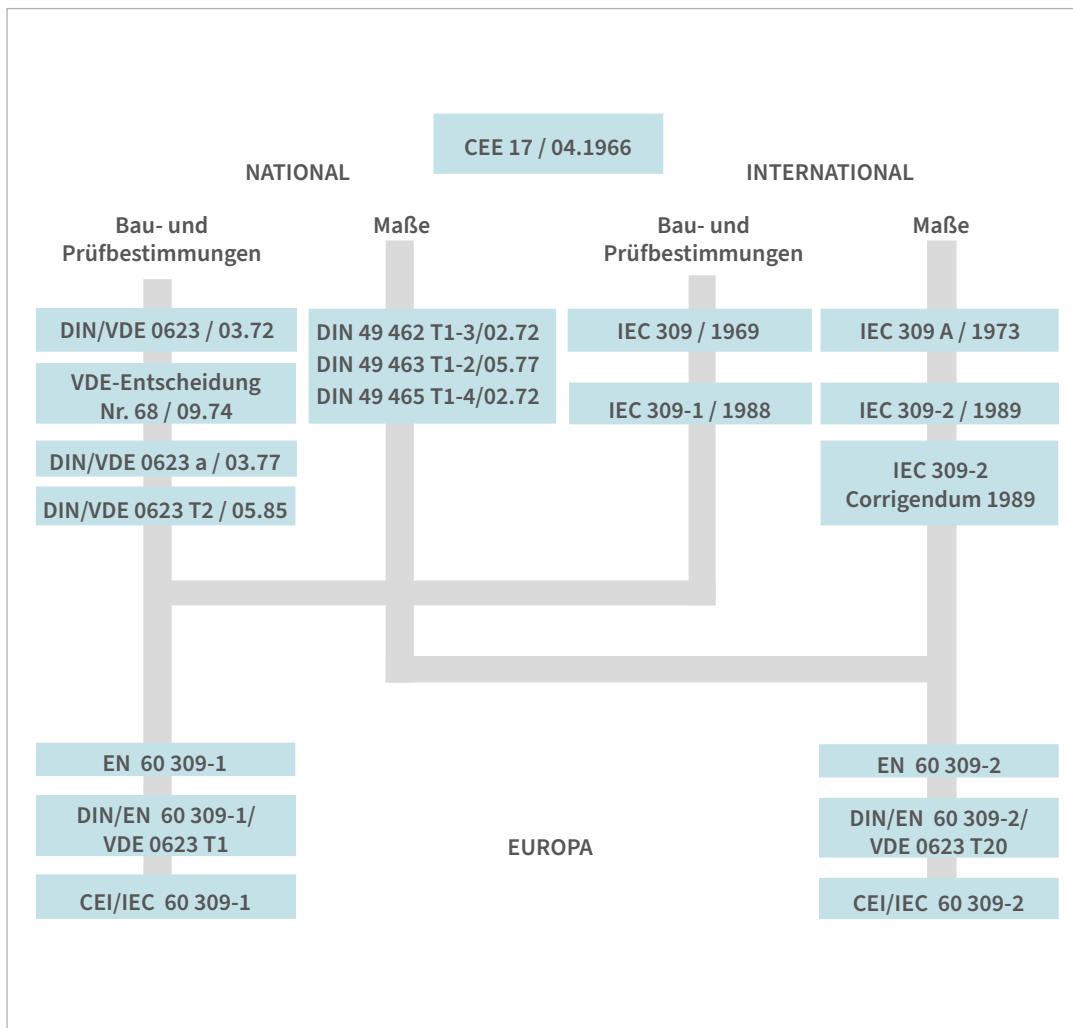 CEE 17 / 04.1966
NATIONAL
INTERNATIONAL
Bau- und
Prüfbestimmungen
Maße
Bau- und
Prüfbestimmungen
Maße
DIN/VDE 0623 / 03.72
VDE-Entscheidung
Nr. 68 / 09.74
DIN/VDE 0623 a / 03.77
DIN/VDE 0623 T2 / 05.85
DIN 49 462 T1-3/02.72
DIN 49 463 T1-2/05.77
DIN 49 465 T1-4/02.72
IEC 309 / 1969
IEC 309-1 / 1988
IEC 309 A / 1973
IEC 309-2 / 1989
IEC 309-2
Corrigendum 1989
EN 60 309-1
DIN/EN 60 309-1/
VDE 0623 T1
CEI/IEC 60 309-1
EUROPA
EN 60 309-2
DIN/EN 60 309-2/
VDE 0623 T20
CEI/IEC 60 309-2